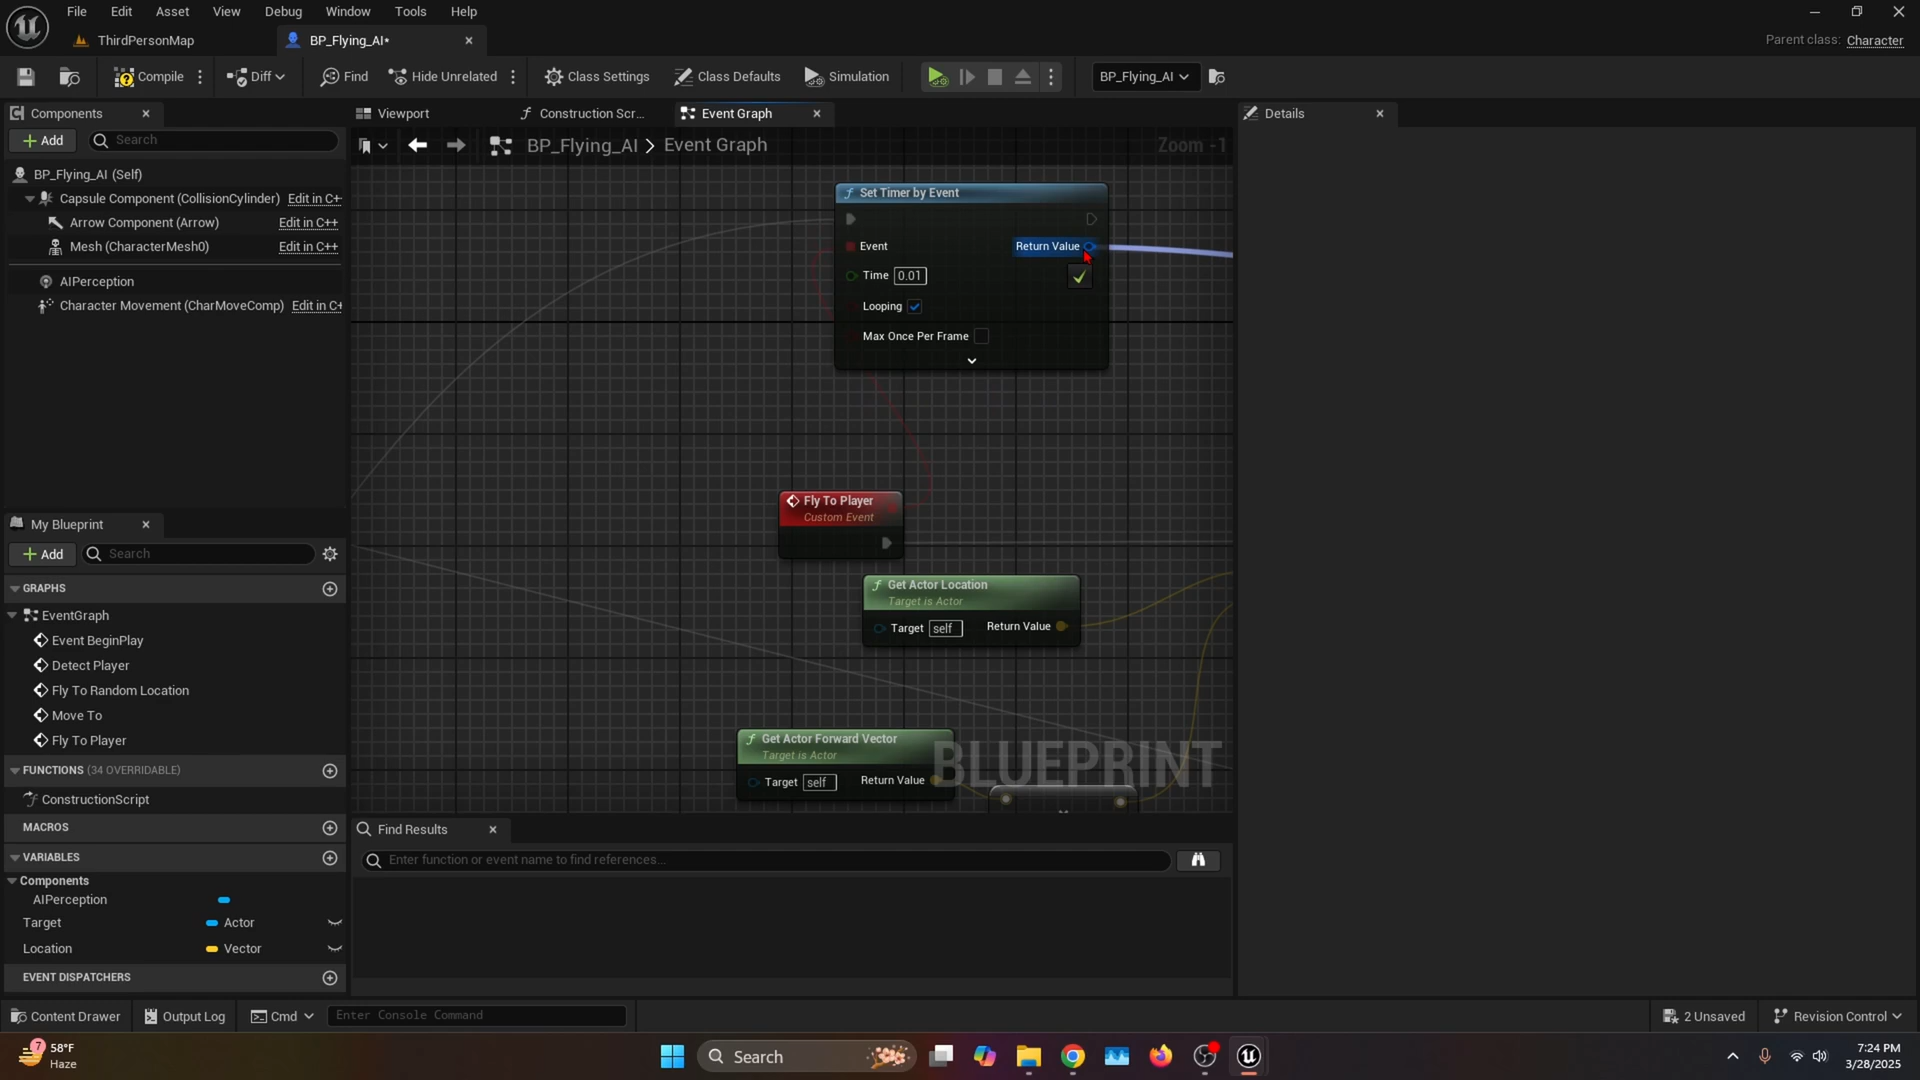 File Edit Asset View Debug Window Tools Help
ThirdPersonMap
BP_Flying_AI*
Parent class: Character
Compile
Diff
Find
Hide Unrelated
Class Settings
Class Defaults
Simulation
BP_Flying_AI
Components
Add
Search
BP_Flying_AI (Self)
Capsule Component (CollisionCylinder) Edit in C++
Arrow Component (Arrow) Edit in C++
Mesh (CharacterMesh0) Edit in C++
AIPerception
Character Movement (CharMoveComp) Edit in C+
My Blueprint
Add
Search
GRAPHS
EventGraph
Event BeginPlay
Detect Player
Fly To Random Location
Move To
Fly To Player
FUNCTIONS (34 OVERRIDABLE)
ConstructionScript
MACROS
VARIABLES
Components
AIPerception
Target Actor
Location Vector
EVENT DISPATCHERS
Viewport
Construction Scr...
Event Graph
BP_Flying_AI > Event Graph
Zoom -1
Set Timer by Event
Event
Return Value
Time 0.01
Looping
Max Once Per Frame
Fly To Player
Custom Event
Get Actor Location
Target is Actor
Target self
Return Value
Get Actor Forward Vector
Target is Actor
Target self
Return Value
BLUEPRINT
Find Results
Enter function or event name to find references...
Details
Content Drawer
Output Log
Cmd
Enter Console Command
2 Unsaved
Revision Control
7
58°F
Haze
Search
7:24 PM
3/28/2025